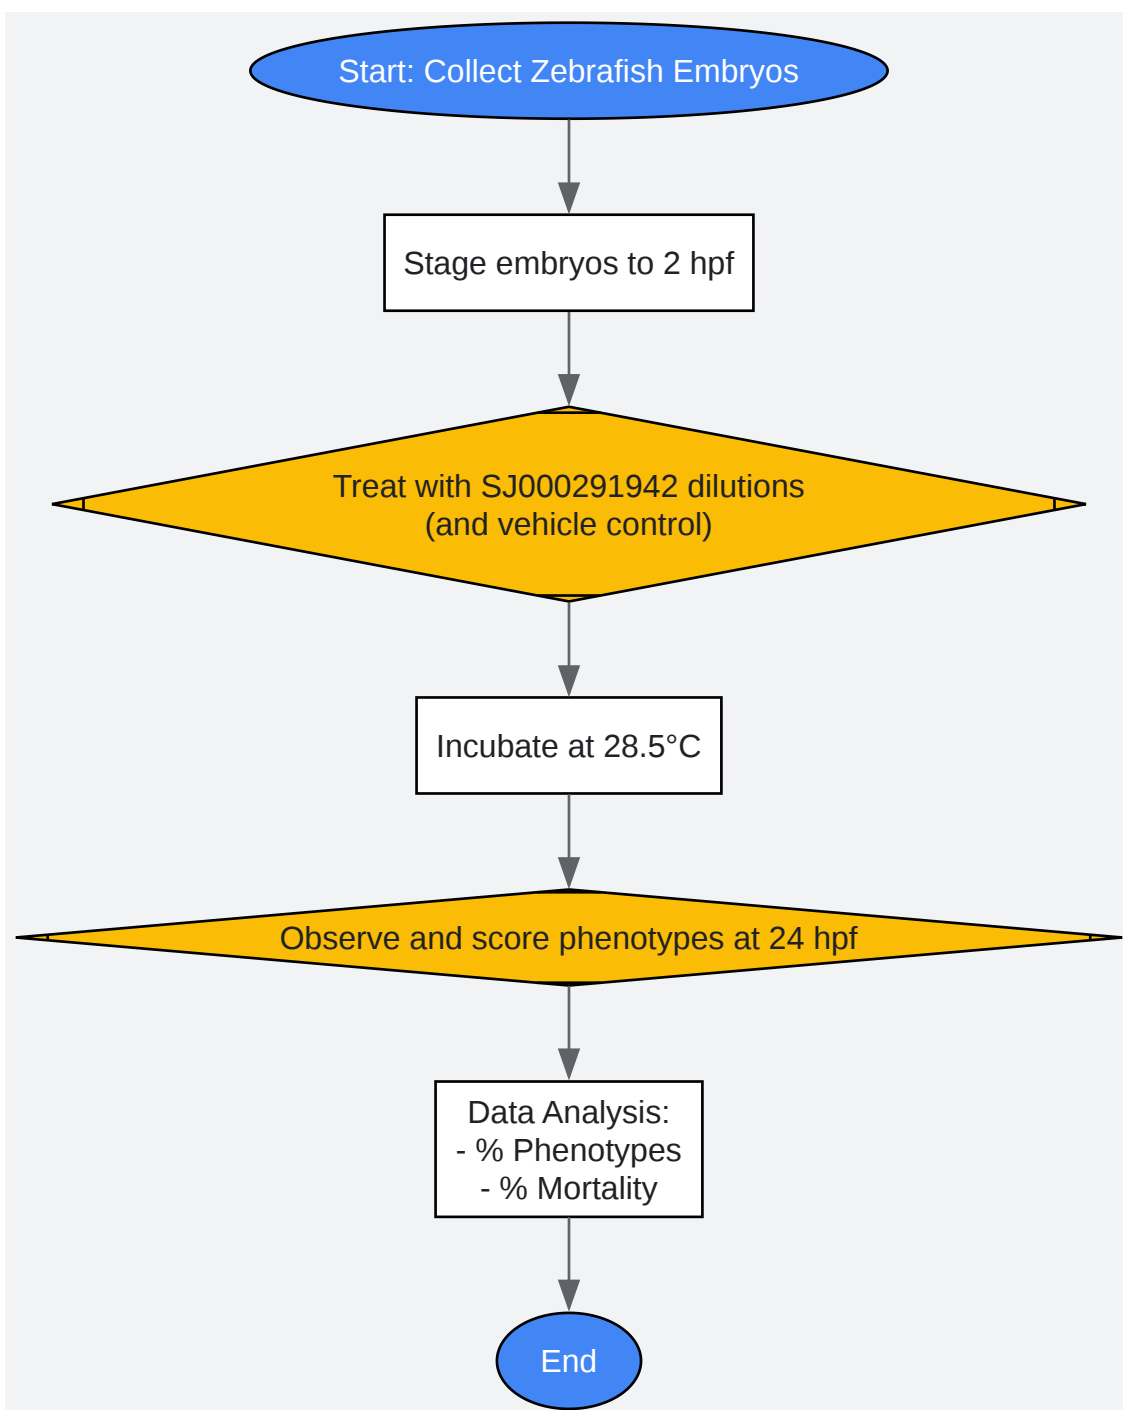 Start: Collect Zebrafish Embryos
Stage embryos to 2 hpf
Treat with SJ000291942 dilutions
(and vehicle control)
Incubate at 28.5°C
Observe and score phenotypes at 24 hpf
Data Analysis:
- % Phenotypes
- % Mortality
End